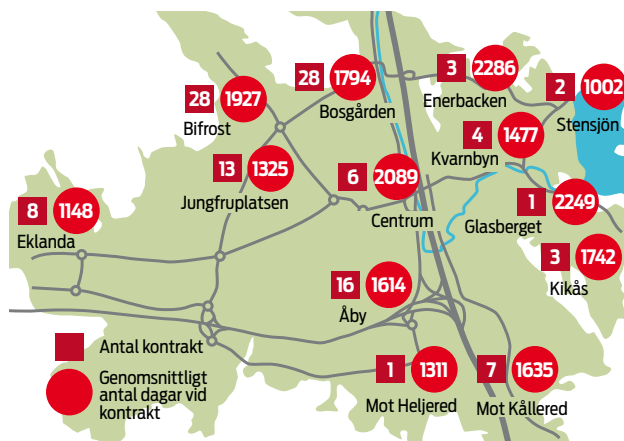 3 2286
Enerbacken
28 1794
Bosgården
2 1002
Stensjön
28 1927
Bifrost
4 1477
Kvarnbyn
13 1325
Jungfruplatsen
6 2089
Centrum
1 2249
Glasberget
8 1148
Eklanda
3 1742
Kikås
16 1614
Åby
1 1311
Mot Heljered
7 1635
Mot Kållered
Antal kontrakt
Genomsnittligt
antal dagar vid
kontrakt